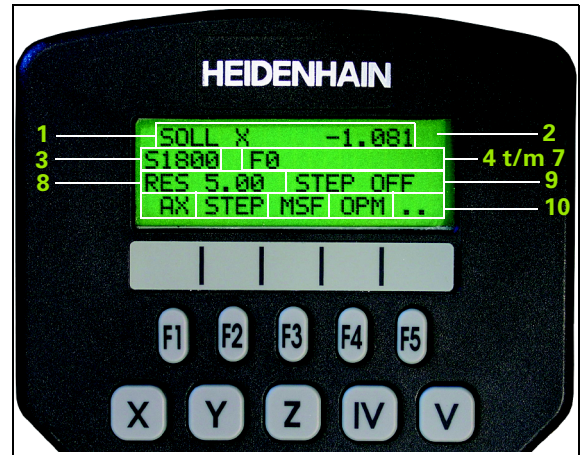 HEIDENHAIN
1 SOLL X -1.081 2
3 S1800 F0 4 t/m 7
8 RES 5.00 STEP OFF 9
AX STEP MSF OPM .. 10
F1 F2 F3 F4 F5
X Y Z IV V